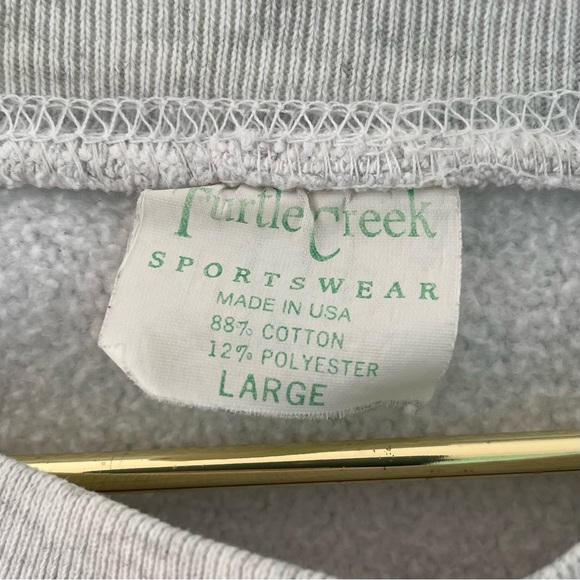 Turtle Creek
SPORTSWEAR
MADE IN USA
88% COTTON
12% POLYESTER
LARGE